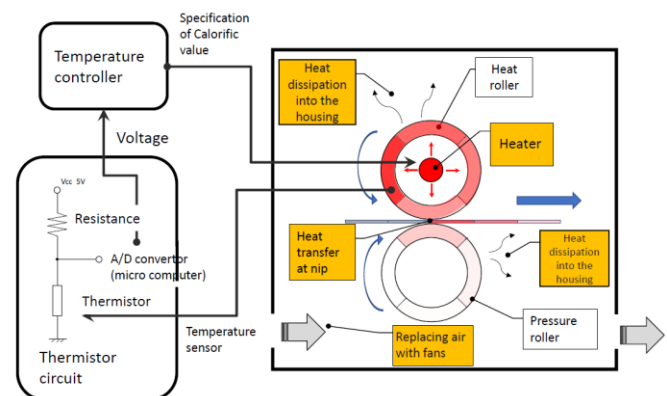 Specification
of Calorific
value
Temperature
controller
Voltage
Vcc 5V
Resistance
A/D convertor
(micro computer)
Thermistor
Thermistor
circuit
Temperature
sensor
Heat
dissipation
into the
housing
Heat
roller
Heater
Heat
transfer
at nip
Heat
dissipation
into the
housing
Replacing air
with fans
Pressure
roller